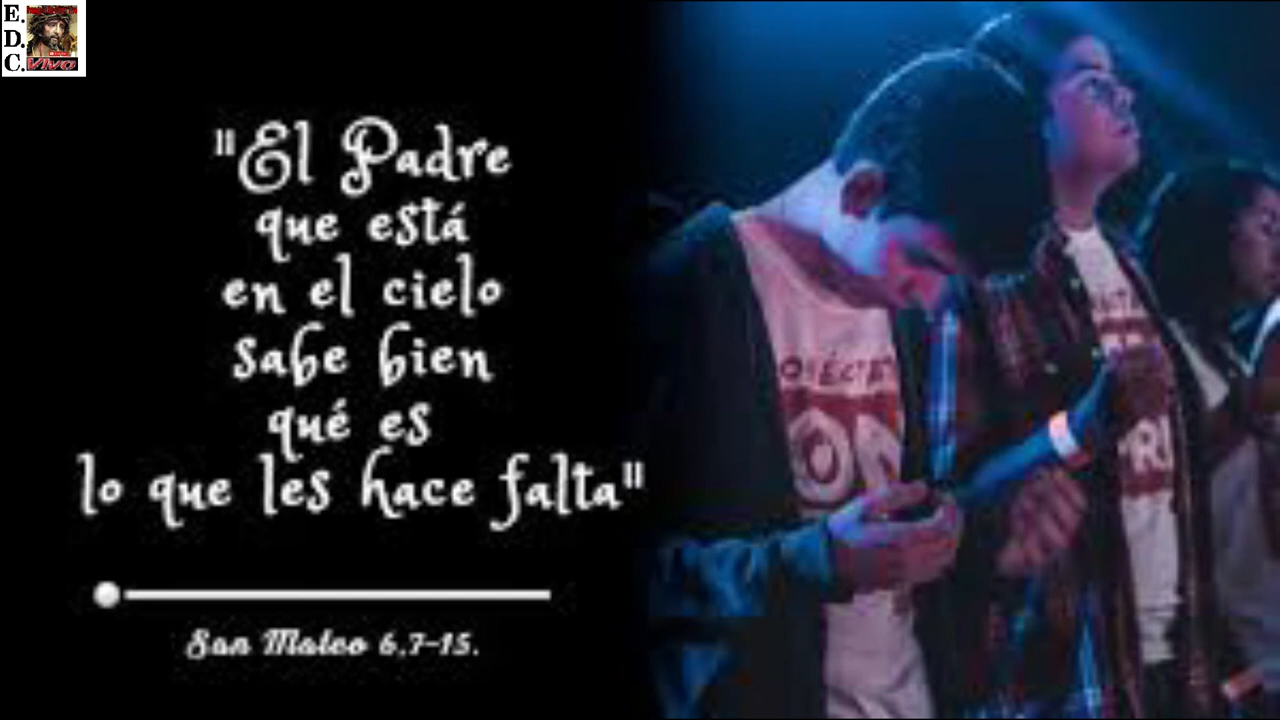 E.
D.
C.
Vivo
"El Padre
que está
en el cielo
sabe bien
qué es
lo que les hace falta"
San Mateo 6,7-15.